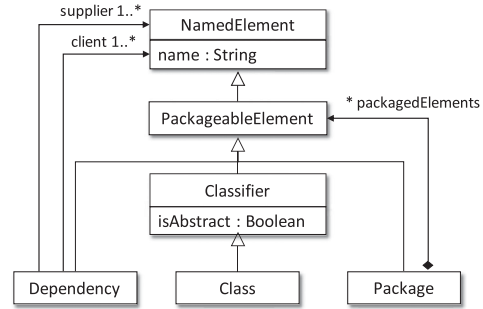 supplier 1..*
NamedElement
client 1..*
name : String
* packagedElements
PackageableElement
Classifier
isAbstract : Boolean
Dependency
Class
Package